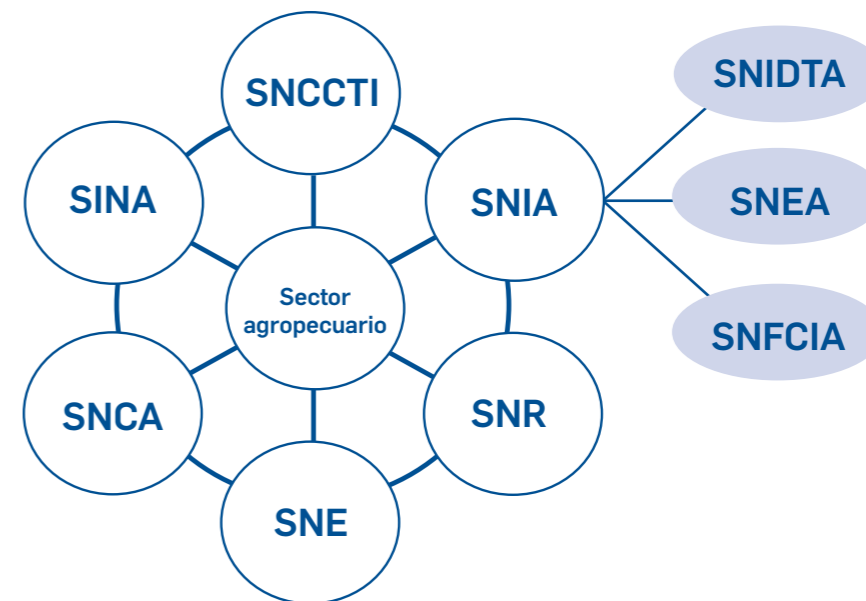 SNCCTI
SNIDTA
SINA
SNIA
SNEA
Sector
agropecuario
SNFCIA
SNCA
SNR
SNE